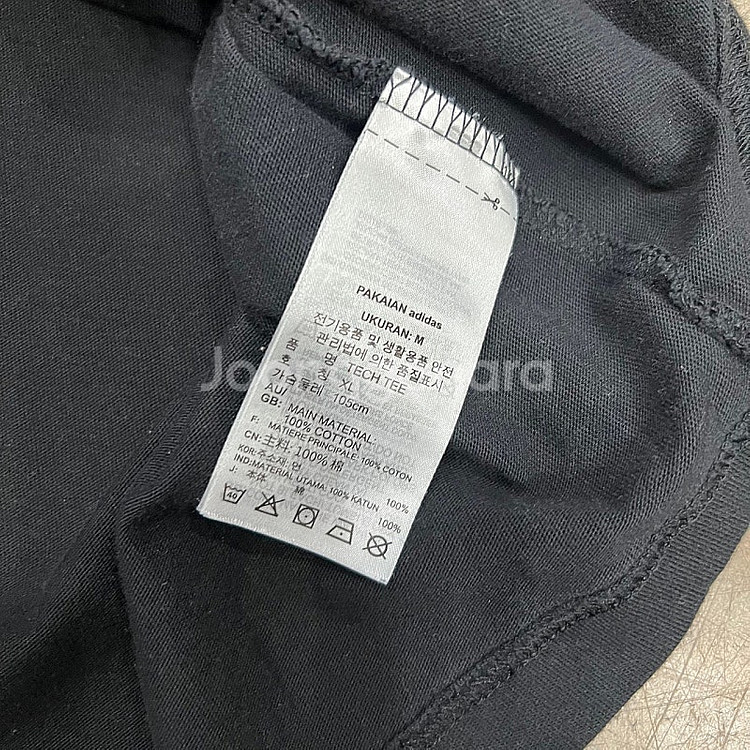 PAKAIAN adidas
UKURAN: M
전기용품 및 생활용품 안전
관리법에 의한 품질표시
품 명 TECH TEE
호 칭 XL
가슴둘레 105cm
AU/
GB: MAIN MATERIAL:
100% COTTON
F: MATIÈRE PRINCIPALE: 100% COTON
CN: 主料: 100% 棉
KOR: 주소재: 면 100%
IND: MATERIAL UTAMA: 100% KATUN
J: 本体 綿 100%
40